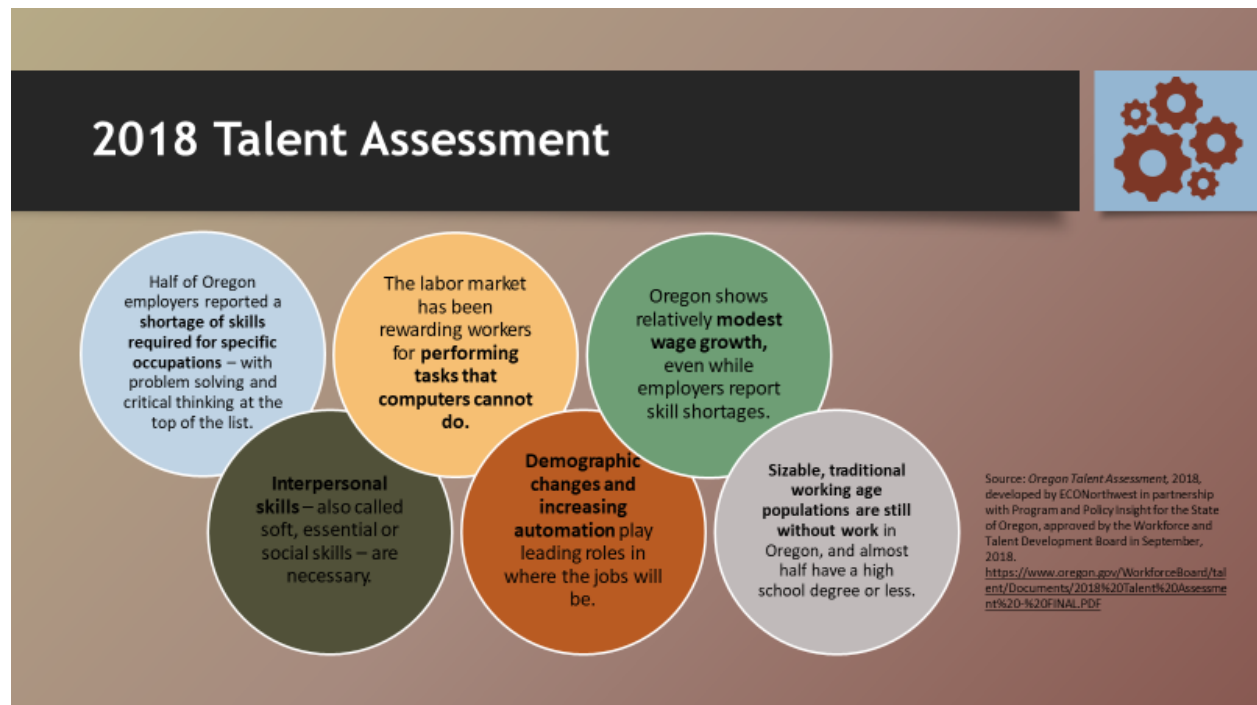 2018 Talent Assessment
Half of Oregon
employers reported a
shortage of skills
required for specific
occupations – with
problem solving and
critical thinking at the
top of the list.
The labor market
has been
rewarding workers
for performing
tasks that
computers cannot
do.
Oregon shows
relatively modest
wage growth,
even while
employers report
skill shortages.
Interpersonal
skills – also called
soft, essential or
social skills – are
necessary.
Demographic
changes and
increasing
automation play
leading roles in
where the jobs will
be.
Sizable, traditional
working age
populations are still
without work in
Oregon, and almost
half have a high
school degree or less.
Source: Oregon Talent Assessment, 2018,
developed by ECONorthwest in partnership
with Program and Policy Insight for the State
of Oregon, approved by the Workforce and
Talent Development Board in September,
2018.
https://www.oregon.gov/WorkforceBoard/tal
ent/Documents/2018%20Talent%20Assessme
nt%20-%20FINAL.PDF